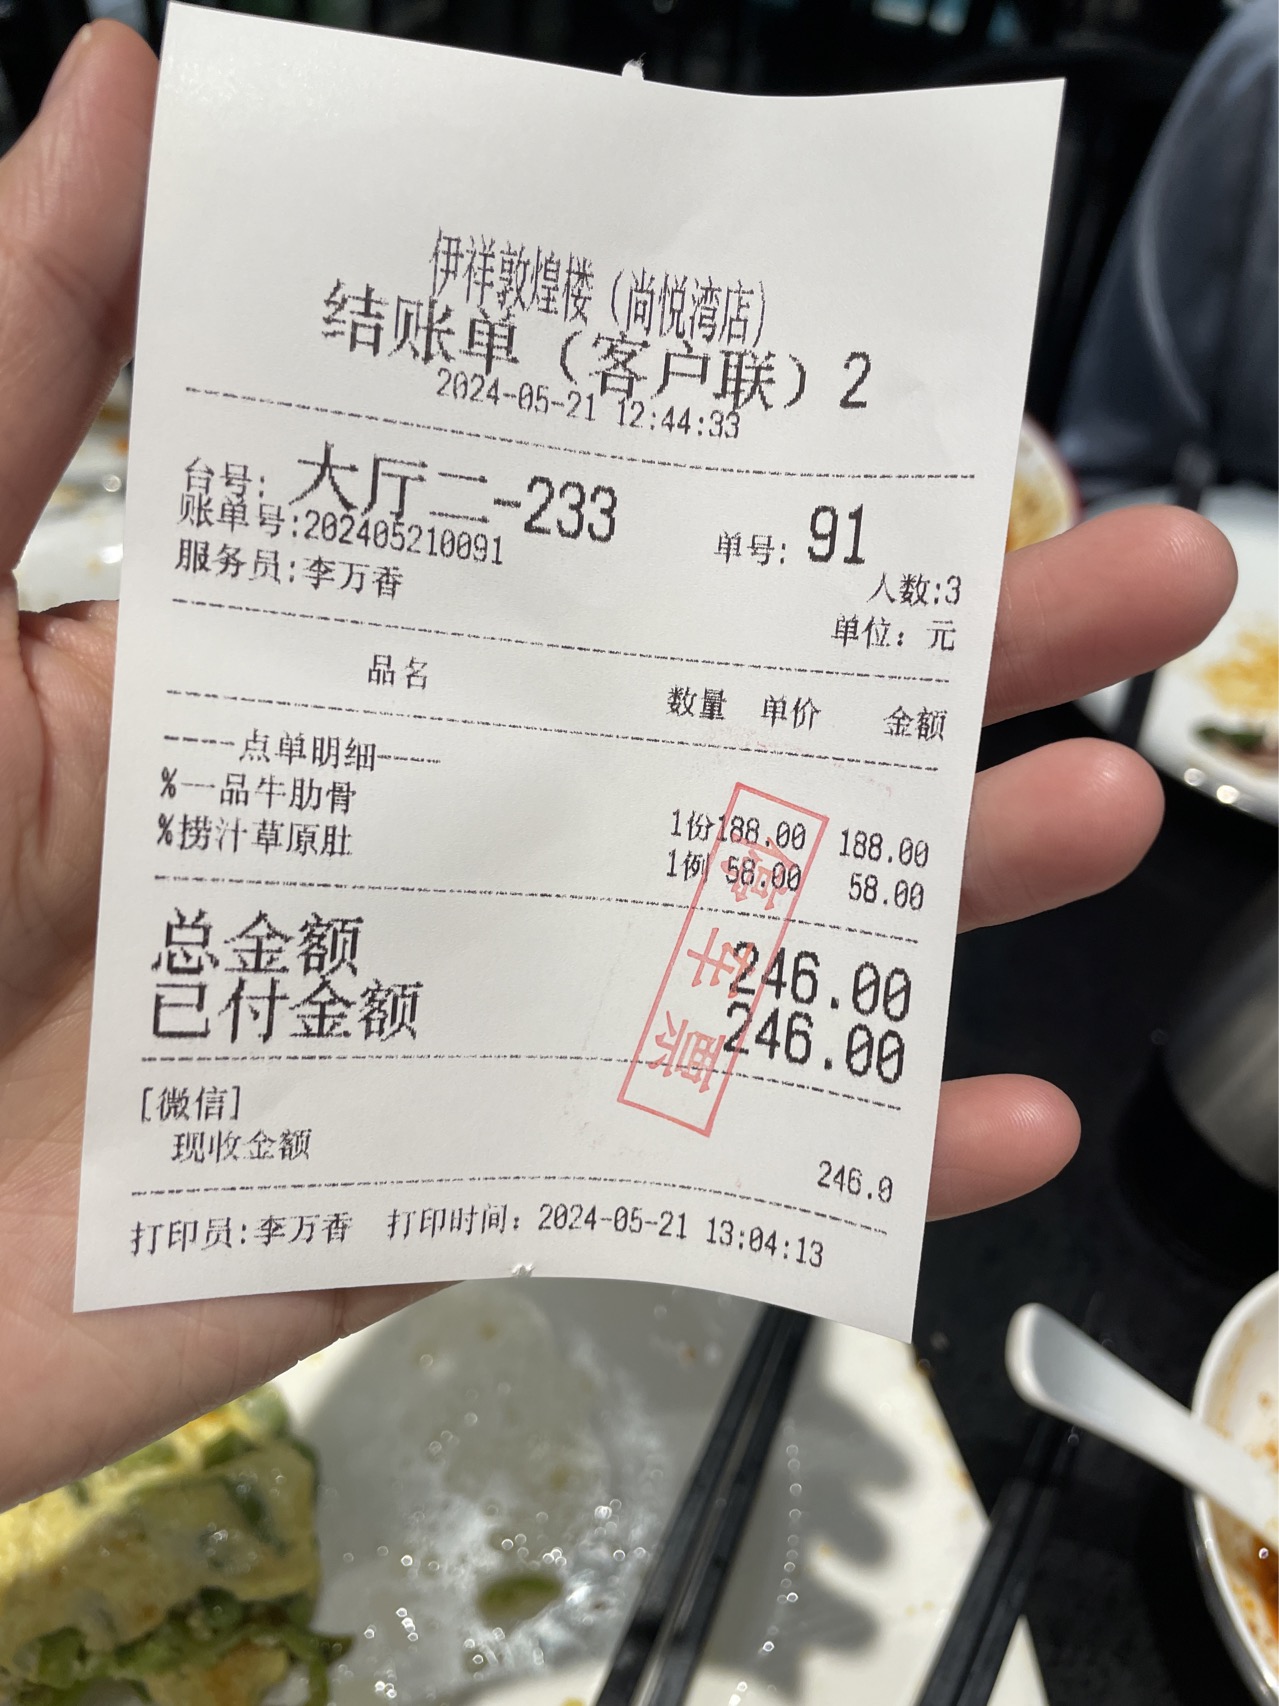 伊祥敦煌楼（尚悦湾店）
结账单（客户联）2
2024-05-21 12:44:33
台号: 大厅二-233 单号: 91
账单号:202405210091 人数:3
服务员:李万香 单位: 元
品名 数量 单价 金额
----点单明细----
%一品牛肋骨 1份188.00 188.00
%捞汁草原肚 1例 58.00 58.00
总金额 246.00
已付金额 246.00
[微信]
现收金额 246.0
打印员:李万香 打印时间: 2024-05-21 13:04:13
停车票